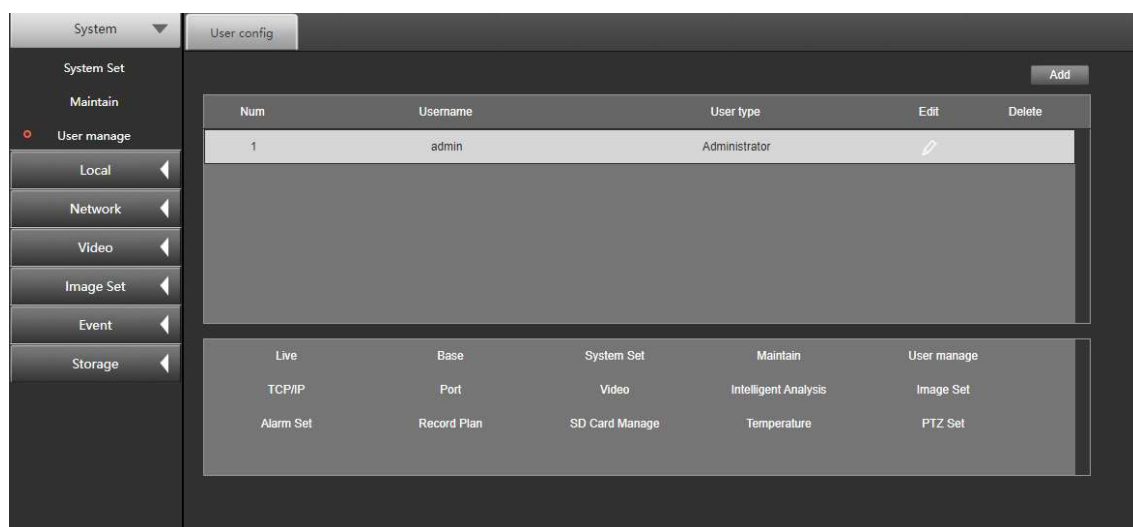 System
User config
System Set
Add
Maintain
Num Username User type Edit Delete
User manage
1 admin Administrator
Local
Network
Video
Image Set
Event
Storage
Live Base System Set Maintain User manage
TCP/IP Port Video Intelligent Analysis Image Set
Alarm Set Record Plan SD Card Manage Temperature PTZ Set